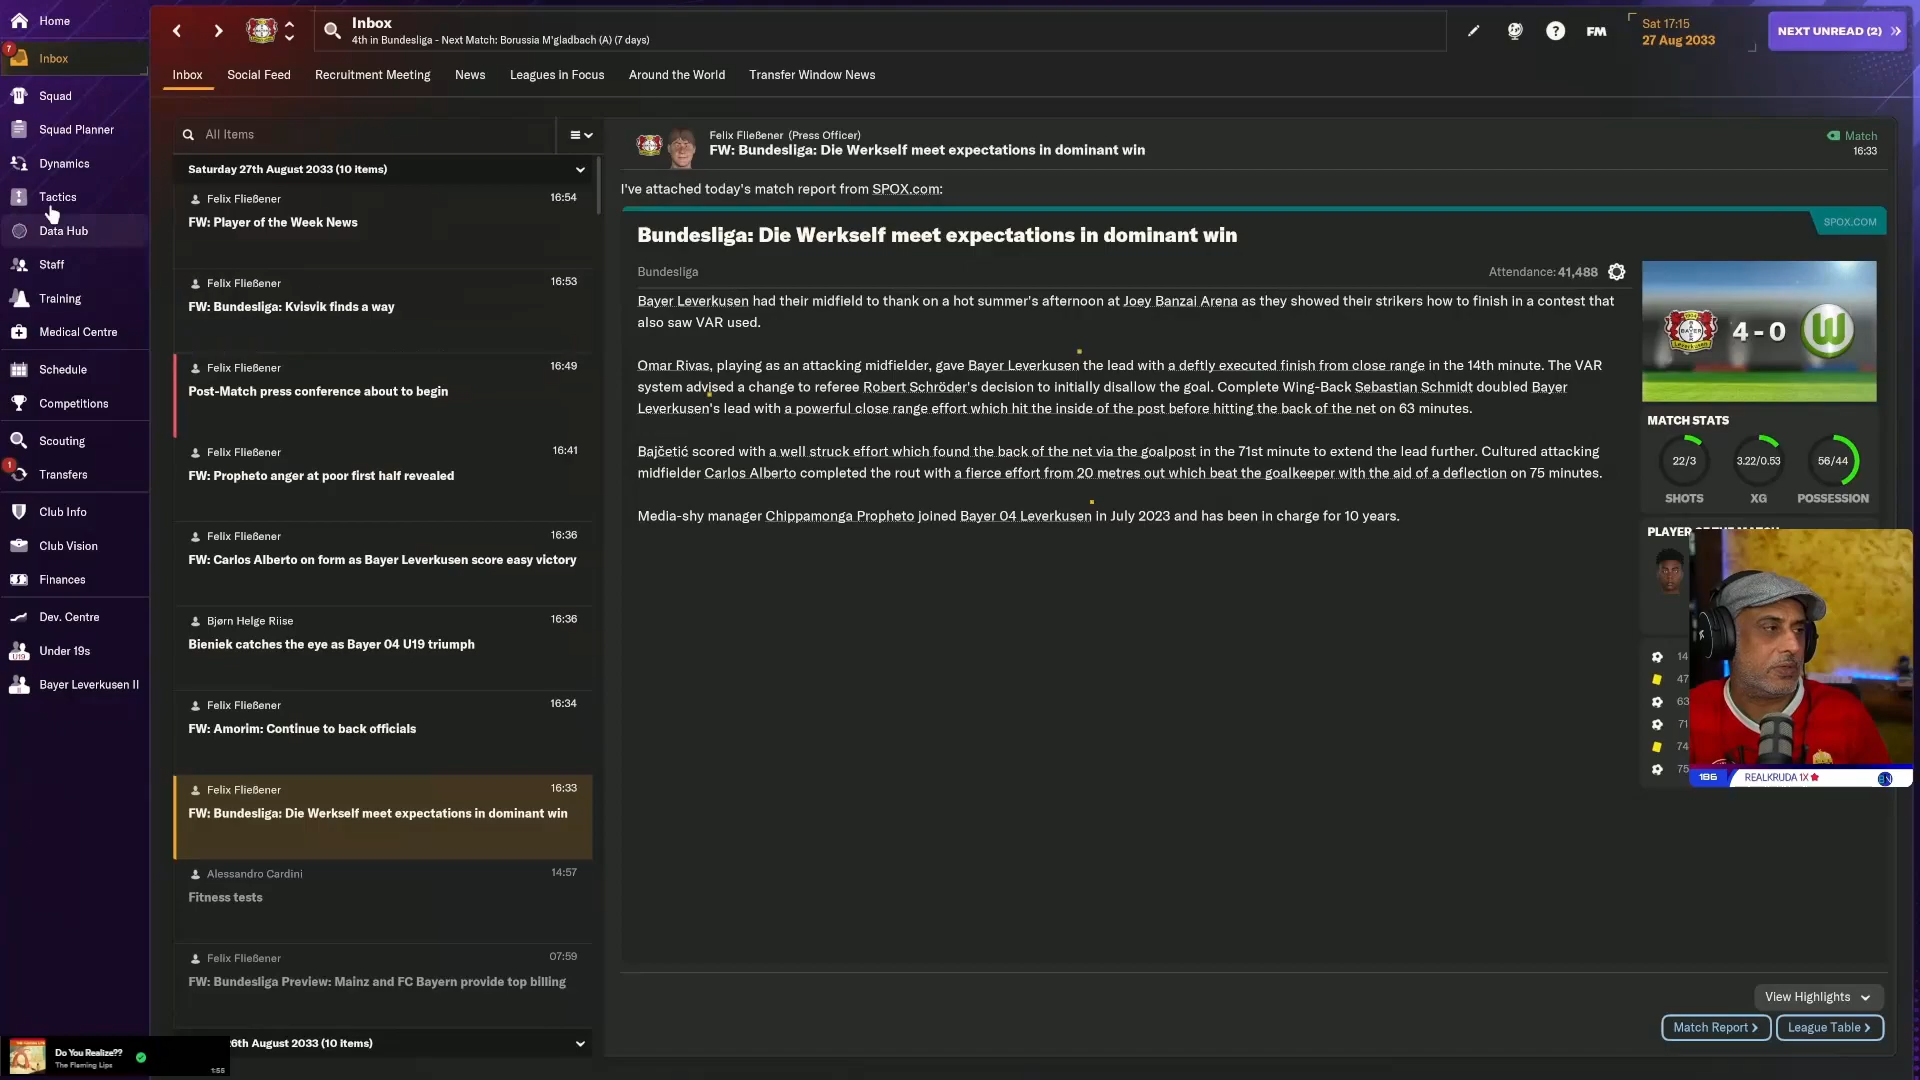 Home
7
Inbox
Squad
Squad Planner
Dynamics
Tactics
Data Hub
Staff
Training
Medical Centre
Schedule
Competitions
Scouting
1
Transfers
Club Info
Club Vision
Finances
Dev. Centre
U19
Under 19s
Bayer Leverkusen II
Do You Realize??
The Flaming Lips
1:55
Inbox
4th in Bundesliga - Next Match: Borussia M'gladbach (A) (7 days)
FM
Sat 17:15
27 Aug 2033
NEXT UNREAD (2)
Inbox
Social Feed
Recruitment Meeting
News
Leagues in Focus
Around the World
Transfer Window News
All Items
Saturday 27th August 2033 (10 Items)
Felix Fließener 16:54
FW: Player of the Week News
Felix Fließener 16:53
FW: Bundesliga: Kvisvik finds a way
Felix Fließener 16:49
Post-Match press conference about to begin
Felix Fließener 16:41
FW: Propheto anger at poor first half revealed
Felix Fließener 16:36
FW: Carlos Alberto on form as Bayer Leverkusen score easy victory
Bjørn Helge Riise 16:36
Bieniek catches the eye as Bayer 04 U19 triumph
Felix Fließener 16:34
FW: Amorim: Continue to back officials
Felix Fließener 16:33
FW: Bundesliga: Die Werkself meet expectations in dominant win
Alessandro Cardini 14:57
Fitness tests
Felix Fließener 07:59
FW: Bundesliga Preview: Mainz and FC Bayern provide top billing
6th August 2033 (10 Items)
Felix Fließener (Press Officer)
FW: Bundesliga: Die Werkself meet expectations in dominant win
Match
16:33
I've attached today's match report from SPOX.com:
SPOX.COM
Bundesliga: Die Werkself meet expectations in dominant win
Bundesliga
Attendance: 41,488
Bayer Leverkusen had their midfield to thank on a hot summer's afternoon at Joey Banzai Arena as they showed their strikers how to finish in a contest that
also saw VAR used.
Omar Rivas, playing as an attacking midfielder, gave Bayer Leverkusen the lead with a deftly executed finish from close range in the 14th minute. The VAR
system advised a change to referee Robert Schröder's decision to initially disallow the goal. Complete Wing-Back Sebastian Schmidt doubled Bayer
Leverkusen's lead with a powerful close range effort which hit the inside of the post before hitting the back of the net on 63 minutes.
Bajčetić scored with a well struck effort which found the back of the net via the goalpost in the 71st minute to extend the lead further. Cultured attacking
midfielder Carlos Alberto completed the rout with a fierce effort from 20 metres out which beat the goalkeeper with the aid of a deflection on 75 minutes.
Media-shy manager Chippamonga Propheto joined Bayer 04 Leverkusen in July 2023 and has been in charge for 10 years.
4 - 0
MATCH STATS
22/3
3.22/0.53
56/44
SHOTS
XG
POSSESSION
14
47
63
71
74
75
186
REALKRUDA 1X
View Highlights
Match Report
League Table